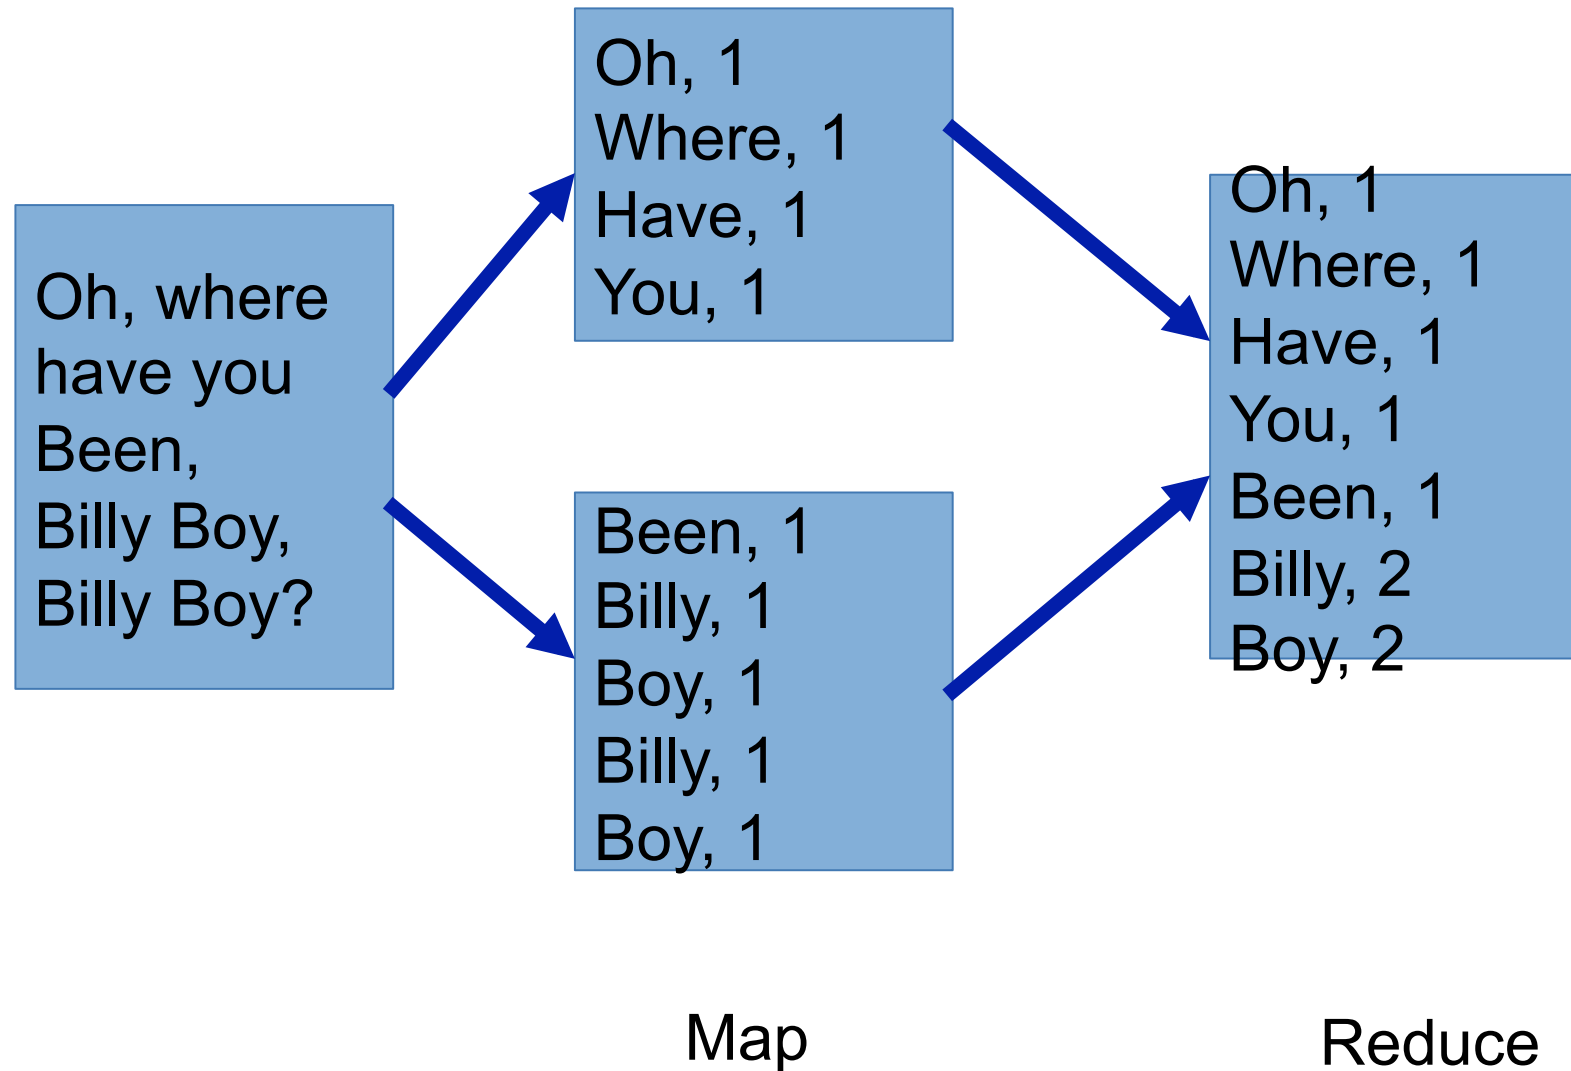 Oh, where
have you
Been,
Billy Boy,
Billy Boy?
Oh, 1
Where, 1
Have, 1
You, 1
Been, 1
Billy, 1
Boy, 1
Billy, 1
Boy, 1
Oh, 1
Where, 1
Have, 1
You, 1
Been, 1
Billy, 2
Boy, 2
Map
Reduce